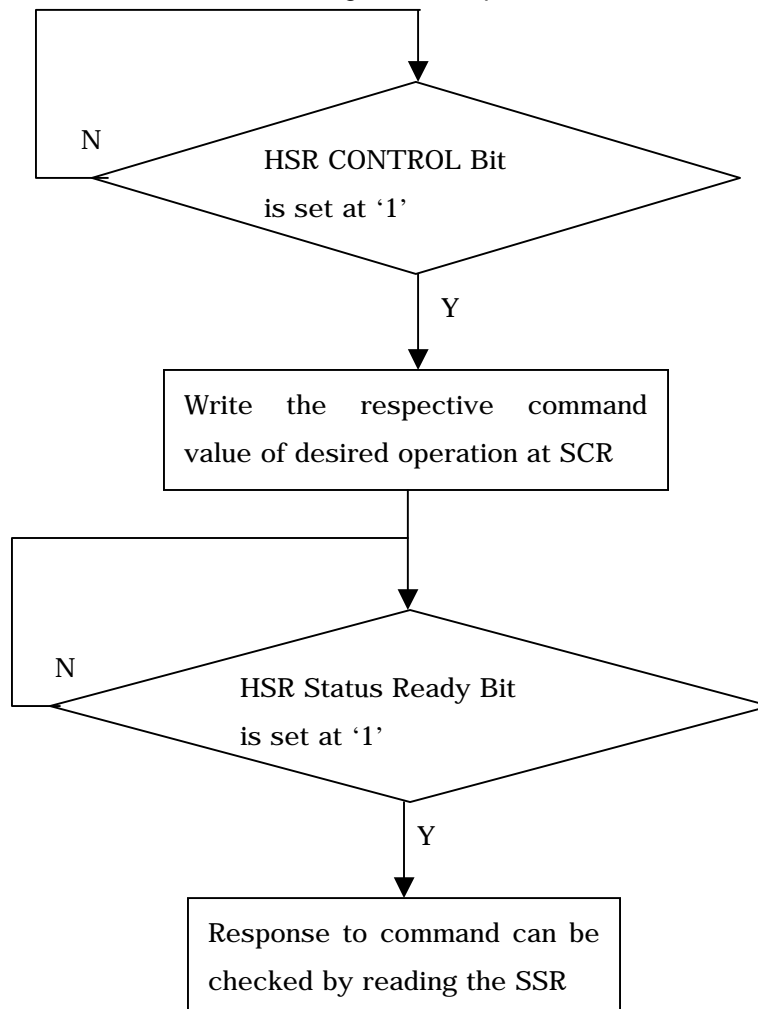 N
HSR CONTROL Bit
is set at ‘1’
Y
Write the respective command
value of desired operation at SCR
N
HSR Status Ready Bit
is set at ‘1’
Y
Response to command can be
checked by reading the SSR